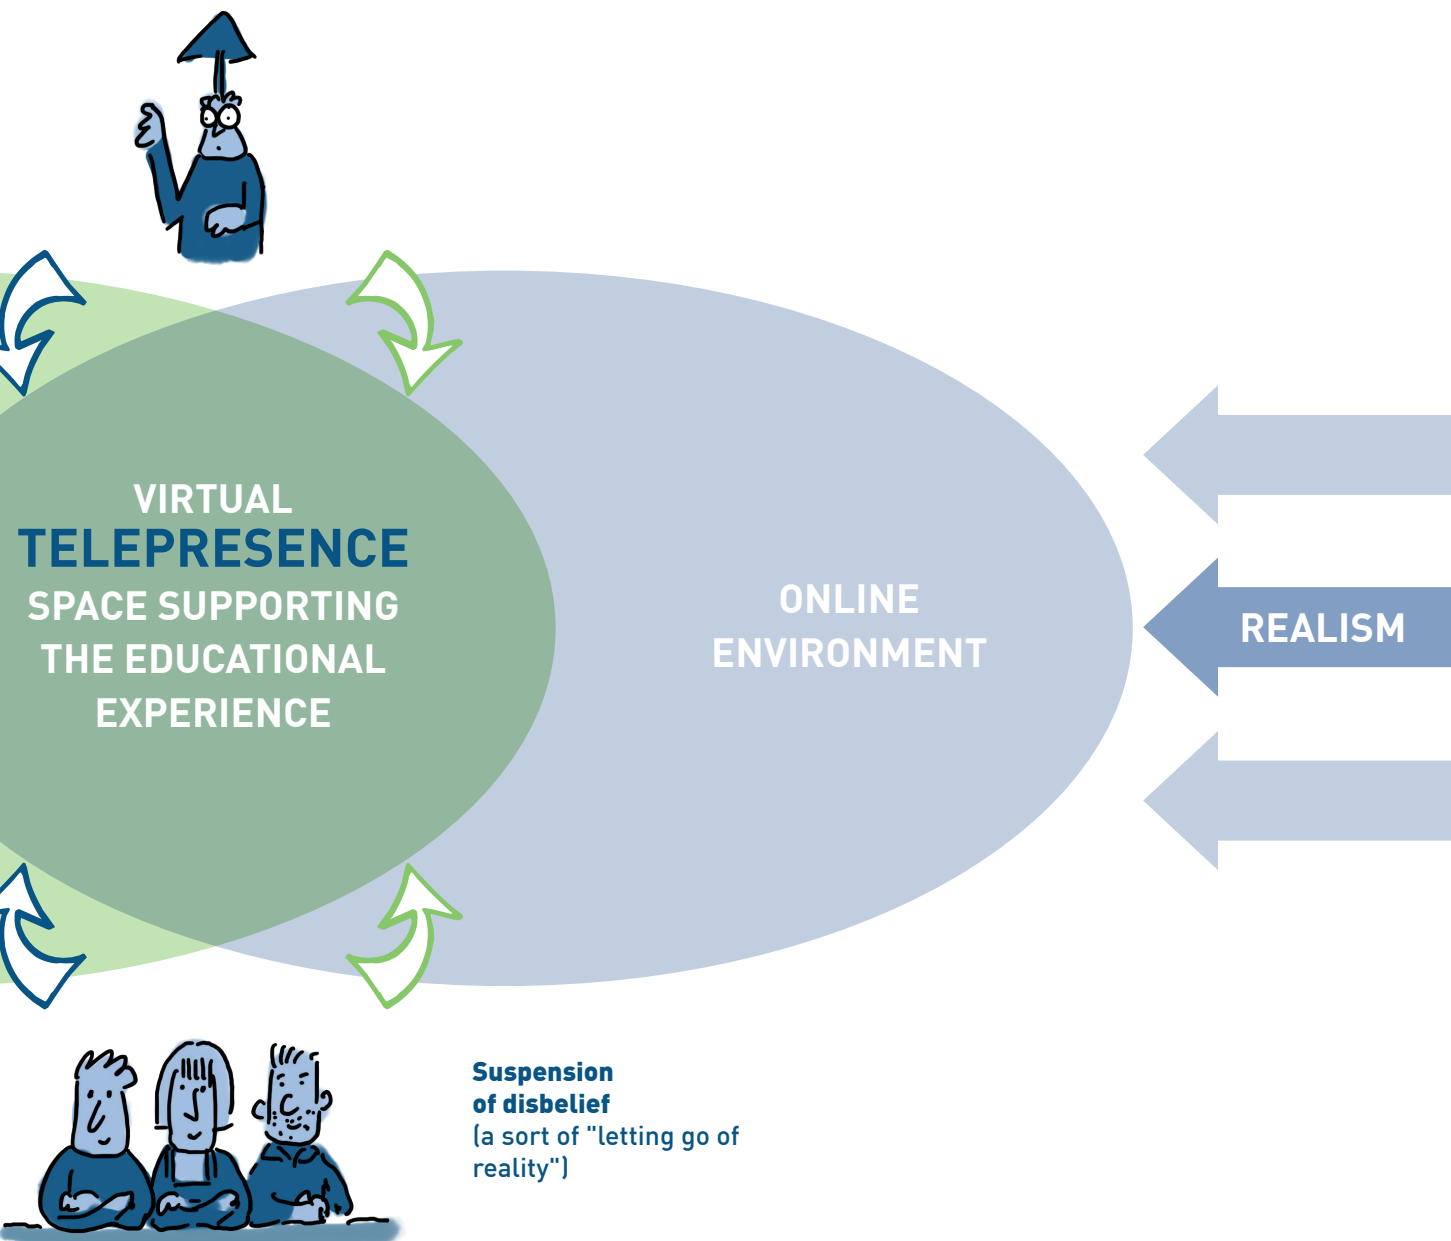 VIRTUAL
TELEPRESENCE
SPACE SUPPORTING
THE EDUCATIONAL
EXPERIENCE
ONLINE
ENVIRONMENT
REALISM
Suspension
of disbelief
(a sort of "letting go of
reality")